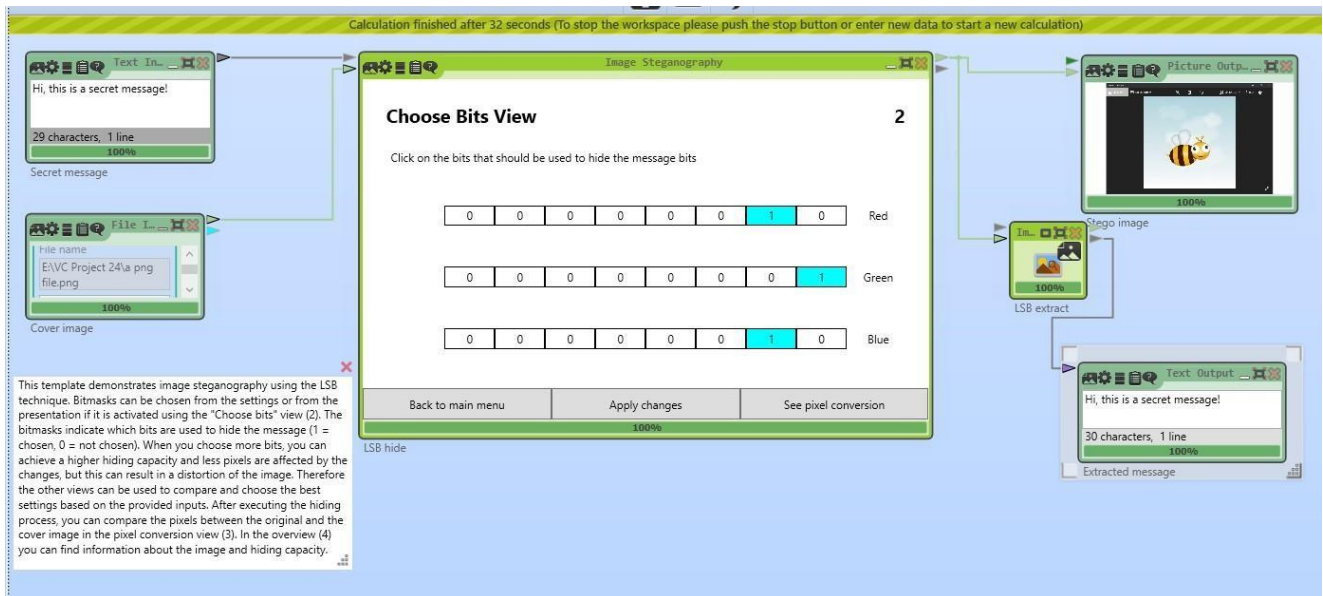 Calculation finished after 32 seconds (To stop the workspace please push the stop button or enter new data to start a new calculation)
Text In…
Hi, this is a secret message!
29 characters, 1 line
100%
Secret message
File I…
File name
E:\VC Project 24\a png
file.png
100%
Cover image
This template demonstrates image steganography using the LSB
technique. Bitmasks can be chosen from the settings or from the
presentation if it is activated using the "Choose bits" view (2). The
bitmasks indicate which bits are used to hide the message (1 =
chosen, 0 = not chosen). When you choose more bits, you can
achieve a higher hiding capacity and less pixels are affected by the
changes, but this can result in a distortion of the image. Therefore
the other views can be used to compare and choose the best
settings based on the provided inputs. After executing the hiding
process, you can compare the pixels between the original and the
cover image in the pixel conversion view (3). In the overview (4)
you can find information about the image and hiding capacity.
Image Steganography
Choose Bits View 2
Click on the bits that should be used to hide the message bits
0 0 0 0 0 0 1 0 Red
0 0 0 0 0 0 0 1 Green
0 0 0 0 0 0 1 0 Blue
Back to main menu Apply changes See pixel conversion
100%
LSB hide
Picture Outp…
100%
Stego image
Im…
100%
LSB extract
Text Output
Hi, this is a secret message!
30 characters, 1 line
100%
Extracted message